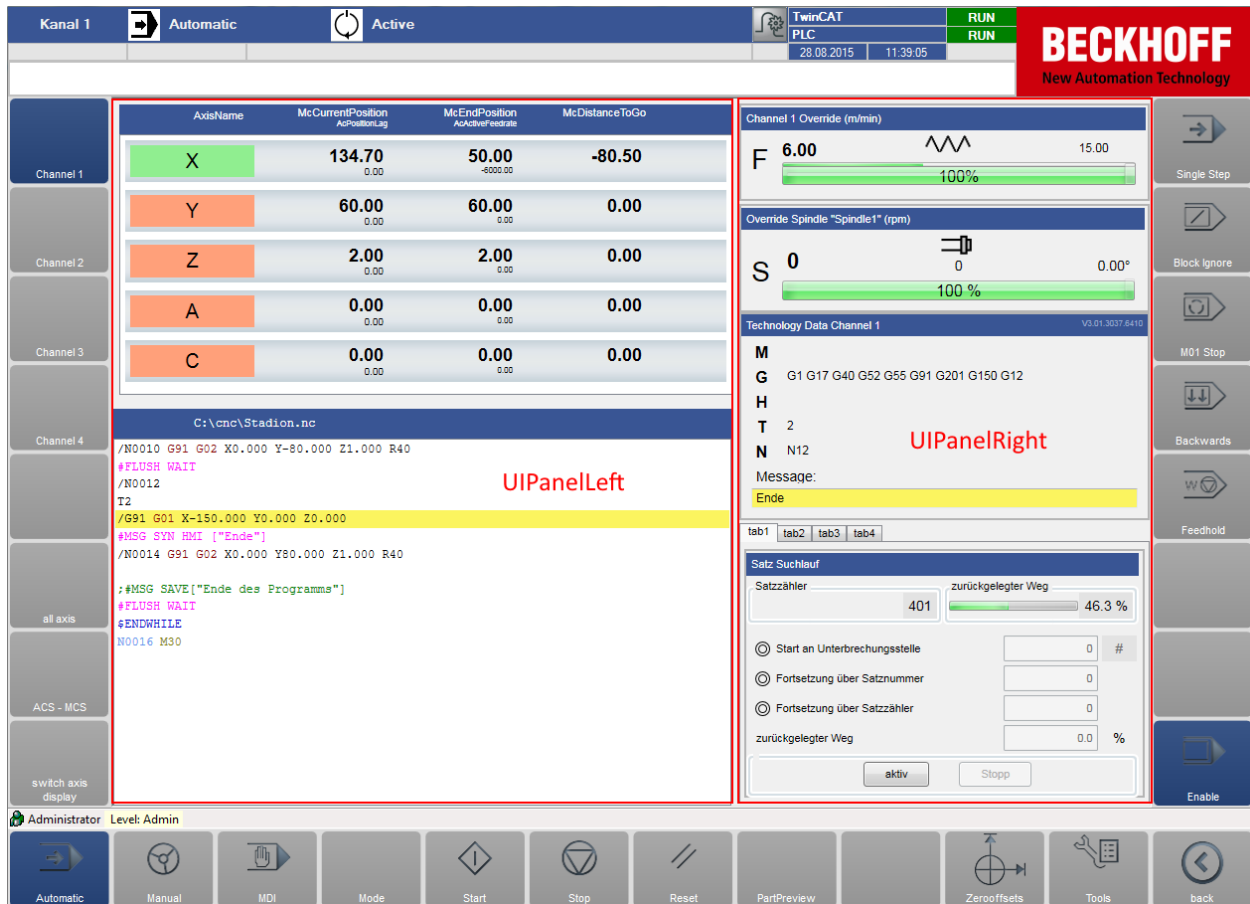 Kanal 1 Automatic Active TwinCAT RUN
PLC RUN
28.08.2015 11:39:05
BECKHOFF
New Automation Technology
Channel 1
Channel 2
Channel 3
Channel 4
all axis
ACS - MCS
switch axis
display
AxisName McCurrentPosition McEndPosition McDistanceToGo
AcPositionLag AcActiveFeedrate
X 134.70 50.00 -80.50
0.00 -6000.00
Y 60.00 60.00 0.00
0.00 0.00
Z 2.00 2.00 0.00
0.00 0.00
A 0.00 0.00 0.00
0.00 0.00
C 0.00 0.00 0.00
0.00 0.00
C:\cnc\Stadion.nc
/N0010 G91 G02 X0.000 Y-80.000 Z1.000 R40
#FLUSH WAIT
/N0012
T2
/G91 G01 X-150.000 Y0.000 Z0.000
#MSG SYN HMI ["Ende"]
/N0014 G91 G02 X0.000 Y80.000 Z1.000 R40
;#MSG SAVE["Ende des Programms"]
#FLUSH WAIT
$ENDWHILE
N0016 M30
UIPanelLeft
Channel 1 Override (m/min)
F 6.00 15.00
100%
Override Spindle "Spindle1" (rpm)
S 0 0 0.00°
100 %
Technology Data Channel 1 V3.01.3037.6410
M
G G1 G17 G40 G52 G55 G91 G201 G150 G12
H
T 2
N N12
UIPanelRight
Message:
Ende
tab1 tab2 tab3 tab4
Satz Suchlauf
Satzzähler zurückgelegter Weg
401 46.3 %
Start an Unterbrechungsstelle 0 #
Fortsetzung über Satznummer 0
Fortsetzung über Satzzähler 0
zurückgelegter Weg 0.0 %
aktiv Stopp
Single Step
Block Ignore
M01 Stop
Backwards
W
Feedhold
Enable
Administrator Level: Admin
Automatic Manual MDI Mode Start Stop Reset PartPreview Zerooffsets Tools back